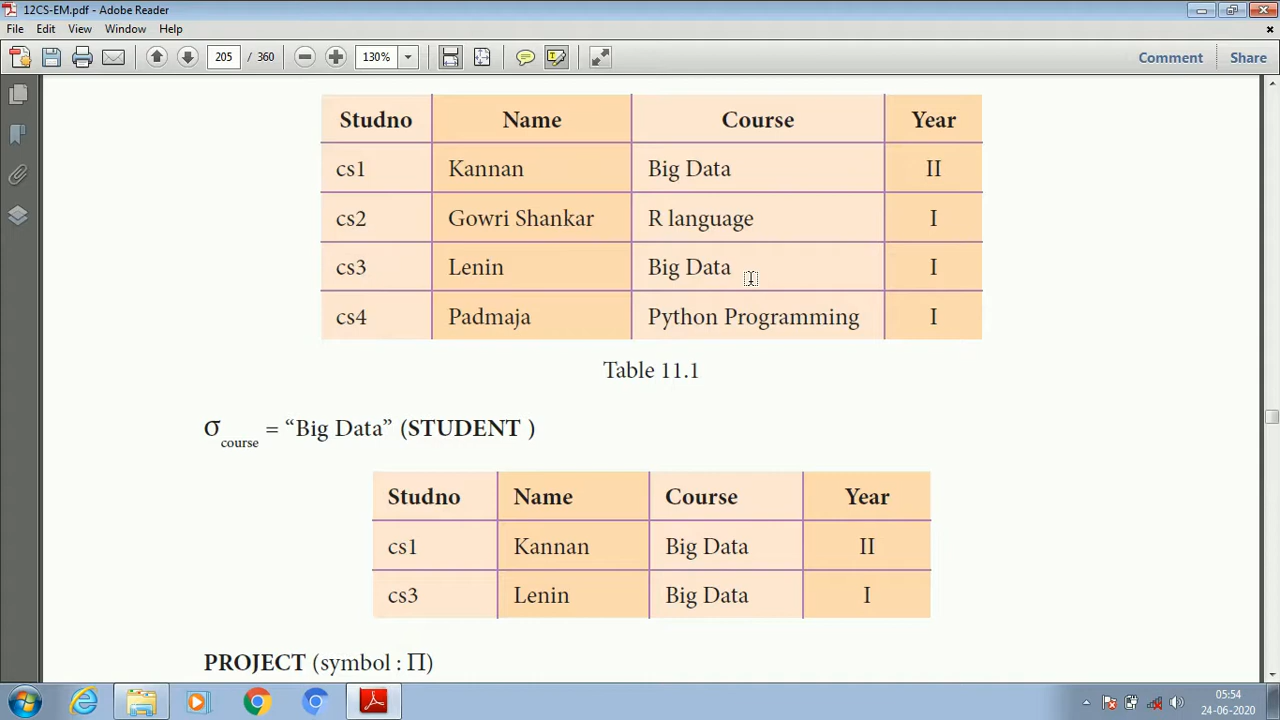 12CS-EM.pdf - Adobe Reader
File Edit View Window Help
205 / 360 130% Comment Share
Studno Name Course Year
cs1 Kannan Big Data II
cs2 Gowri Shankar R language I
cs3 Lenin Big Data I
cs4 Padmaja Python Programming I
Table 11.1
σ course = “Big Data” (STUDENT )
Studno Name Course Year
cs1 Kannan Big Data II
cs3 Lenin Big Data I
PROJECT (symbol : Π)
05:54
24-06-2020